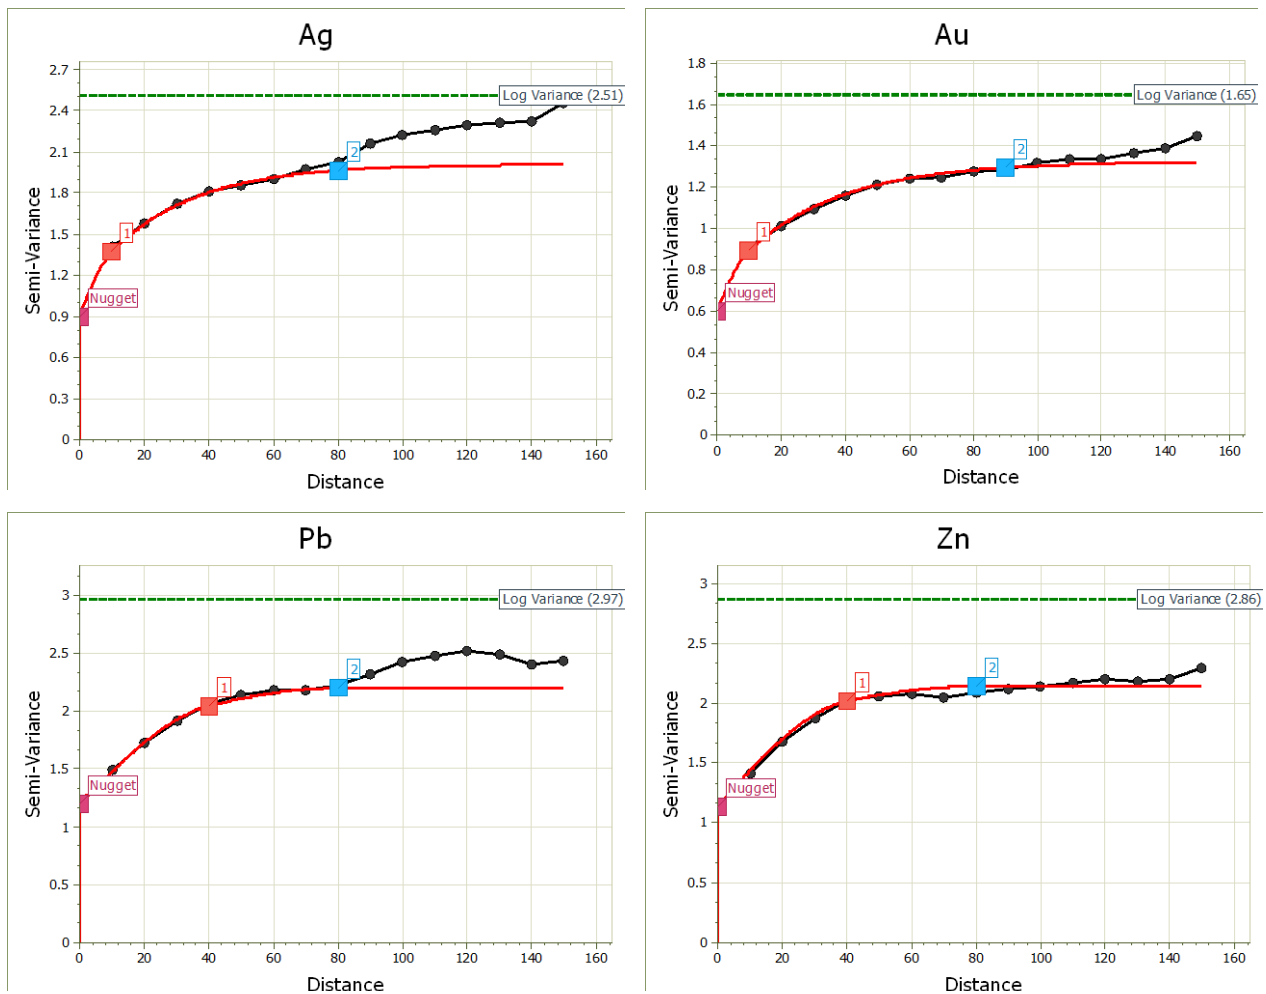 Ag
2.7
2.4
2.1
1.8
1.5
1.2
0.9
0.6
0.3
0
Semi-Variance
Log Variance (2.51)
2
1
Nugget
0 20 40 60 80 100 120 140 160
Distance
Au
1.8
1.6
1.4
1.2
1
0.8
0.6
0.4
0.2
0
Semi-Variance
Log Variance (1.65)
2
1
Nugget
0 20 40 60 80 100 120 140 160
Distance
Pb
3
2.5
2
1.5
1
0.5
0
Semi-Variance
Log Variance (2.97)
2
1
Nugget
0 20 40 60 80 100 120 140 160
Distance
Zn
3
2.5
2
1.5
1
0.5
0
Semi-Variance
Log Variance (2.86)
2
1
Nugget
0 20 40 60 80 100 120 140 160
Distance